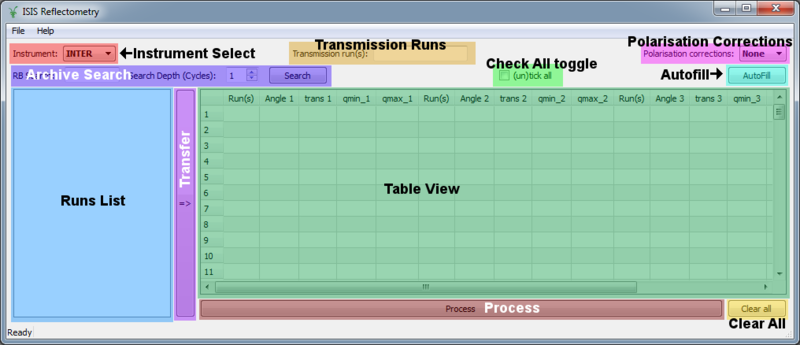 ISIS Reflectometry
File Help
Transmission Runs Polarisation Corrections
Instrument: INTER Instrument Select Transmission run(s): Polarisation corrections: None
Check All toggle
Archive Search Search Depth (Cycles): 1 Search (un)tick all Autofill AutoFill
Run(s) Angle 1 trans 1 qmin_1 qmax_1 Run(s) Angle 2 trans 2 qmin_2 qmax_2 Run(s) Angle 3 trans 3 qmin_3
1
2
3
4
5
Transfer
6 Table View
Runs List
=>
7
8
9
10
11
Process Process Clear all
Clear All
Ready